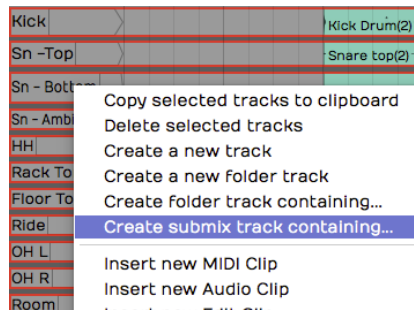 Kick
Kick Drum(2)
Sn -Top
Snare top(2)
Sn - Bottom
Copy selected tracks to clipboard
Sn - Ambi
Delete selected tracks
HH
Create a new track
Rack To
Create a new folder track
Floor To
Create folder track containing...
Ride
Create submix track containing...
OH L
Insert new MIDI Clip
OH R
Insert new Audio Clip
Room